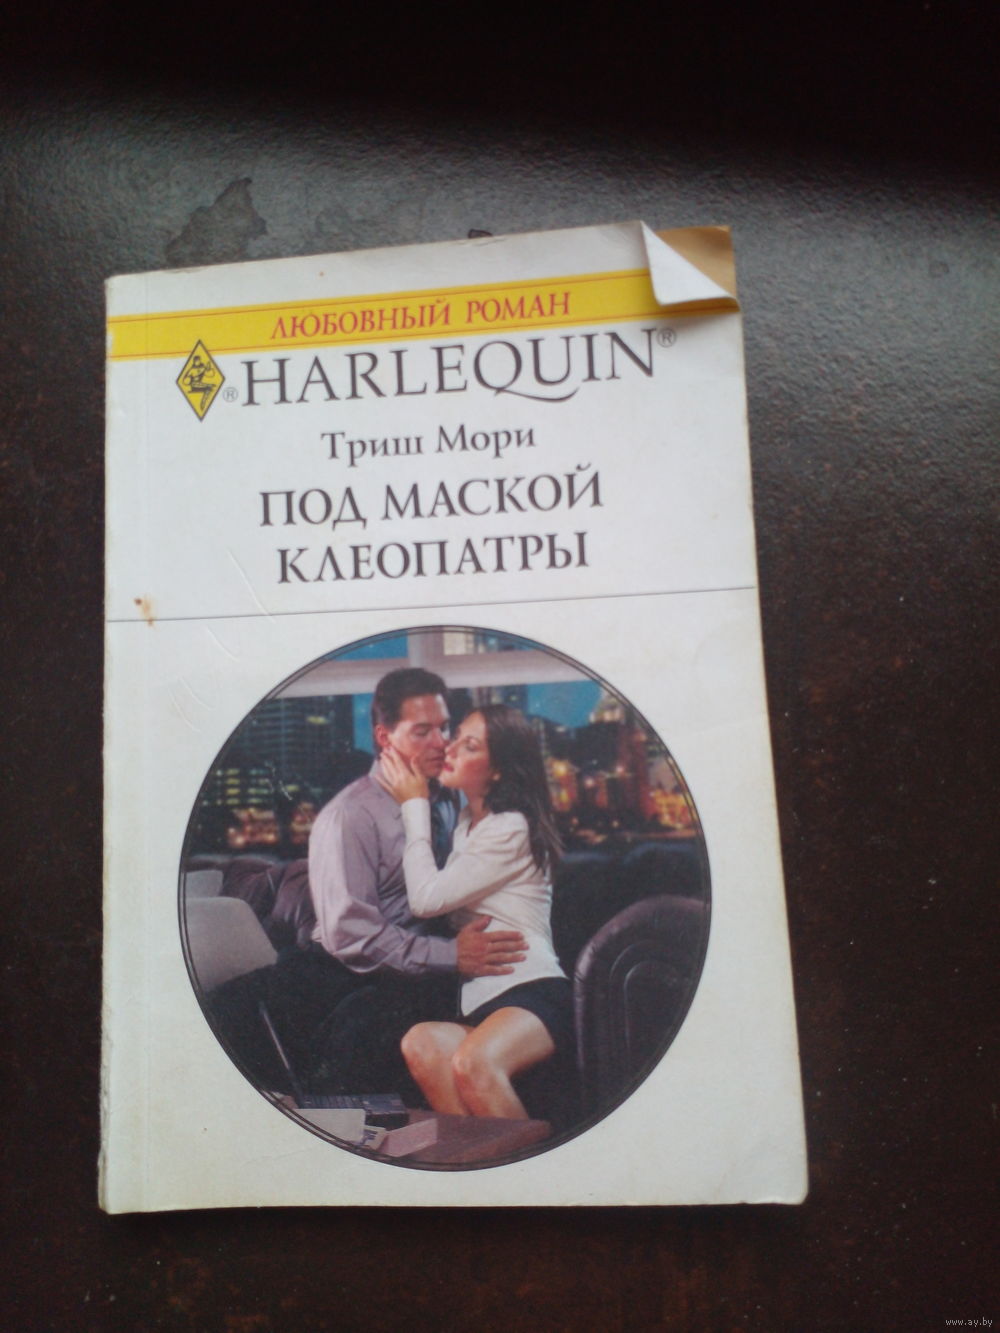 ЛЮБОВНЫЙ РОМАН
®HARLEQUIN®
Триш Мори
ПОД МАСКОЙ
КЛЕОПАТРЫ
www.ay.by